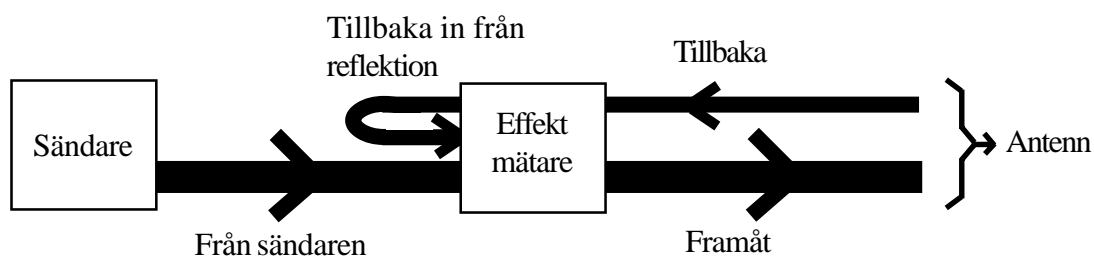 Tillbaka in från
reflektion
Tillbaka
Sändare
Effekt
mätare
Antenn
Från sändaren
Framåt